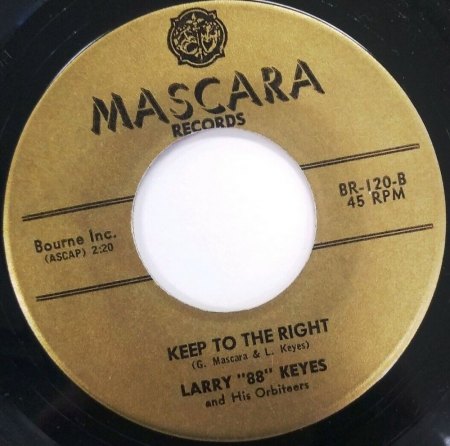 MASCARA
RECORDS
BR-120-B
45 RPM
Bourne Inc.
(ASCAP) 2:20
KEEP TO THE RIGHT
(G. Mascara & L. Keyes)
LARRY "88" KEYES
and His Orbiteers